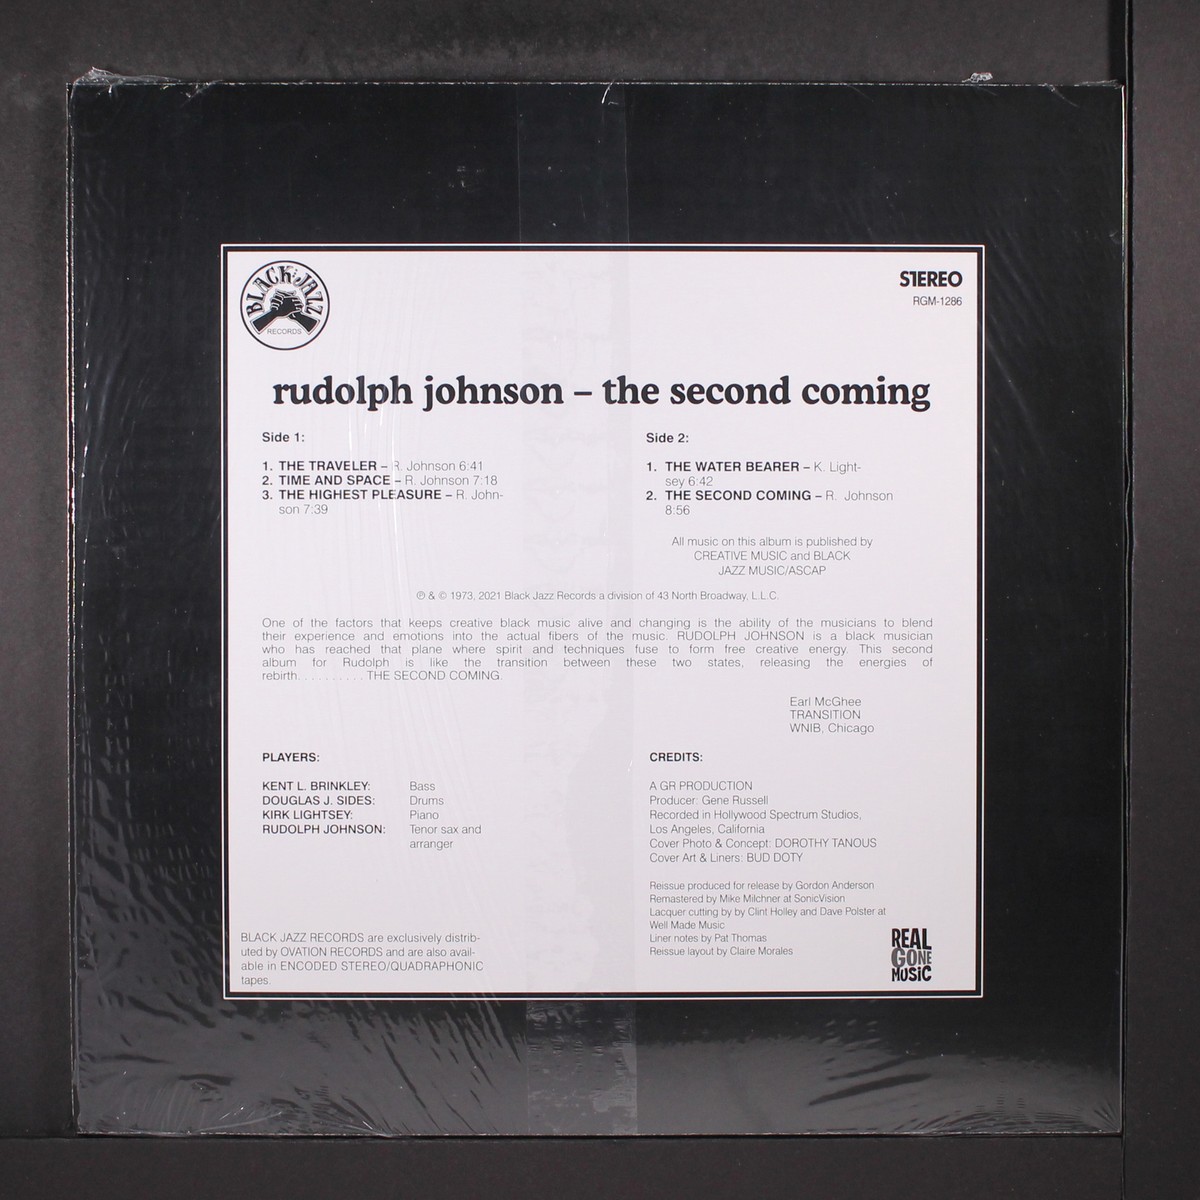 BLACK JAZZ
RECORDS
STEREO
RGM-1286
rudolph johnson – the second coming
Side 1:
1. THE TRAVELER – R. Johnson 6:41
2. TIME AND SPACE – R. Johnson 7:18
3. THE HIGHEST PLEASURE – R. John-
son 7:39
Side 2:
1. THE WATER BEARER – K. Light-
sey 6:42
2. THE SECOND COMING – R. Johnson
8:56
All music on this album is published by
CREATIVE MUSIC and BLACK
JAZZ MUSIC/ASCAP
℗ & © 1973, 2021 Black Jazz Records a division of 43 North Broadway, L.L.C.
One of the factors that keeps creative black music alive and changing is the ability of the musicians to blend
their experience and emotions into the actual fibers of the music. RUDOLPH JOHNSON is a black musician
who has reached that plane where spirit and techniques fuse to form free creative energy. This second
album for Rudolph is like the transition between these two states, releasing the energies of
rebirth. . . . . . . . . . THE SECOND COMING.
Earl McGhee
TRANSITION
WNIB, Chicago
PLAYERS:
KENT L. BRINKLEY: Bass
DOUGLAS J. SIDES: Drums
KIRK LIGHTSEY: Piano
RUDOLPH JOHNSON: Tenor sax and
arranger
CREDITS:
A GR PRODUCTION
Producer: Gene Russell
Recorded in Hollywood Spectrum Studios,
Los Angeles, California
Cover Photo & Concept: DOROTHY TANOUS
Cover Art & Liners: BUD DOTY
Reissue produced for release by Gordon Anderson
Remastered by Mike Milchner at SonicVision
Lacquer cutting by by Clint Holley and Dave Polster at
Well Made Music
Liner notes by Pat Thomas
Reissue layout by Claire Morales
BLACK JAZZ RECORDS are exclusively distrib-
uted by OVATION RECORDS and are also avail-
able in ENCODED STEREO/QUADRAPHONIC
tapes.
REAL
GONE
MUSIC